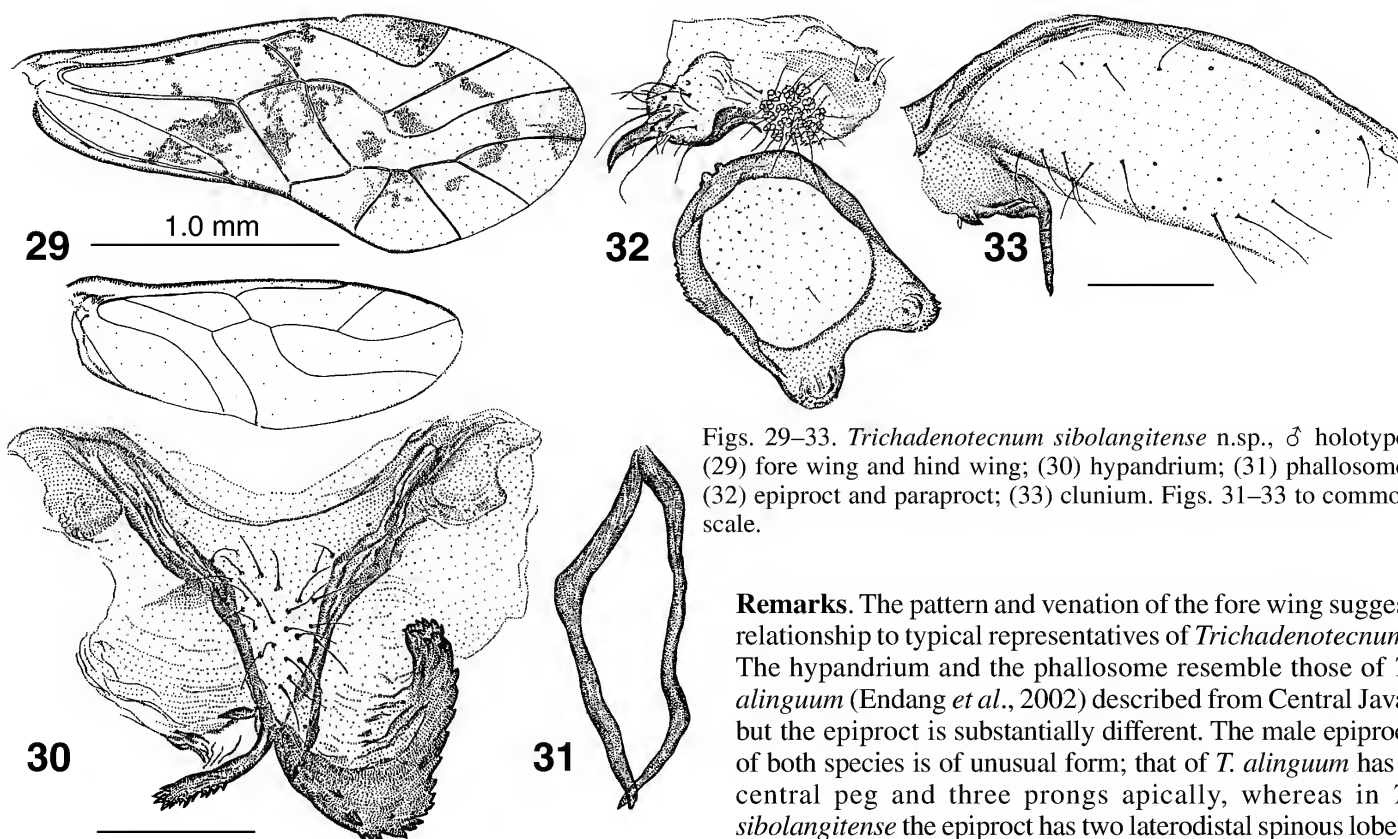 29
1.0 mm
32
33
Figs. 29–33. Trichadenotecnum sibolangitense n.sp., ♂ holotype
(29) fore wing and hind wing; (30) hypandrium; (31) phallosome
(32) epiproct and paraproct; (33) clunium. Figs. 31–33 to commo
scale.
30
31
Remarks. The pattern and venation of the fore wing sugges
relationship to typical representatives of Trichadenotecnum
The hypandrium and the phallosome resemble those of
alinguum (Endang et al., 2002) described from Central Java
but the epiproct is substantially different. The male epiproc
of both species is of unusual form; that of T. alinguum has
central peg and three prongs apically, whereas in
sibolangitense the epiproct has two laterodistal spinous lobe